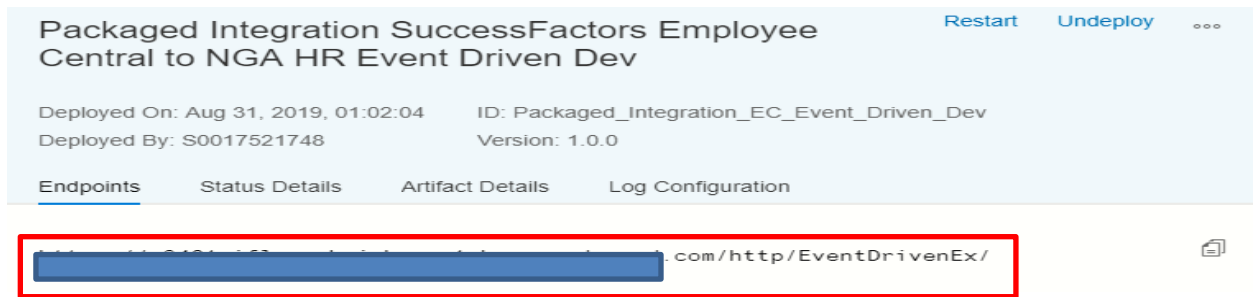 Packaged Integration SuccessFactors Employee Restart Undeploy
Central to NGA HR Event Driven Dev
Deployed On: Aug 31, 2019, 01:02:04 ID: Packaged_Integration_EC_Event_Driven_Dev
Deployed By: S0017521748 Version: 1.0.0
Endpoints Status Details Artifact Details Log Configuration
.com/http/EventDrivenEx/